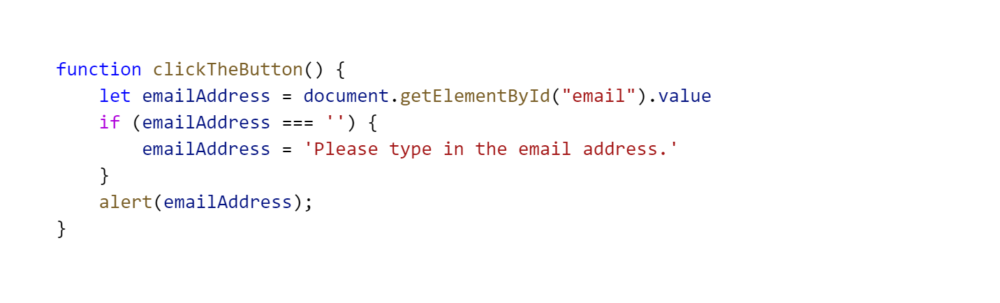 function clickTheButton() {
    let emailAddress = document.getElementById("email").value
    if (emailAddress === '') {
        emailAddress = 'Please type in the email address.'
    }
    alert(emailAddress);
}